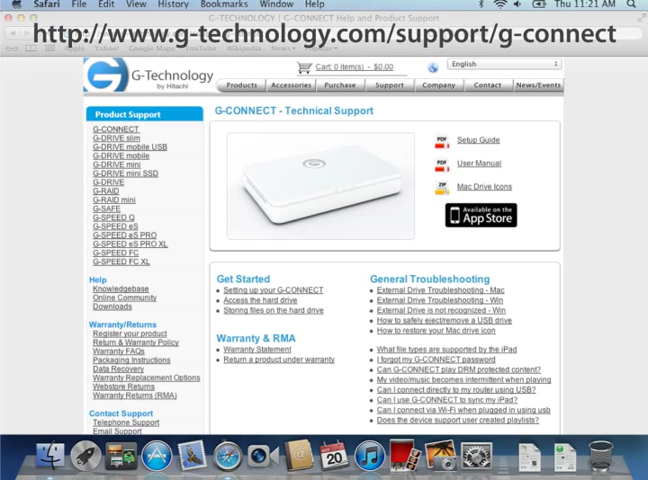 Safari File Edit View History Bookmarks Window Help
Thu 11:21 AM
G-TECHNOLOGY | G-CONNECT Help and Product Support
http://www.g-technology.com/support/g-connect
G-Technology
by Hitachi
Cart: 0 item(s) - $0.00
English
Products Accessories Purchase Support Company Contact News/Events
Product Support
G-CONNECT
G-DRIVE slim
G-DRIVE mobile USB
G-DRIVE mobile
G-DRIVE mini
G-DRIVE mini SSD
G-DRIVE
G-RAID
G-RAID mini
G-SAFE
G-SPEED Q
G-SPEED eS
G-SPEED eS PRO
G-SPEED eS PRO XL
G-SPEED FC
G-SPEED FC XL
Help
Knowledgebase
Online Community
Downloads
Warranty/Returns
Register your product
Return & Warranty Policy
Warranty FAQs
Packaging Instructions
Data Recovery
Warranty Replacement Options
Webstore Returns
Warranty Returns (RMA)
Contact Support
Telephone Support
Email Support
G-CONNECT - Technical Support
PDF Setup Guide
PDF User Manual
ZIP Mac Drive Icons
Available on the
App Store
Get Started
Setting up your G-CONNECT
Access the hard drive
Storing files on the hard drive
Warranty & RMA
Warranty Statement
Return a product under warranty
General Troubleshooting
External Drive Troubleshooting - Mac
External Drive Troubleshooting - Win
External Drive is not recognized - Win
How to safely eject/remove a USB drive
How to restore your Mac drive icon
What file types are supported by the iPad
I forgot my G-CONNECT password
Can G-CONNECT play DRM protected content?
My video/music becomes intermittent when playing
Can I connect directly to my router using USB?
Can I use G-CONNECT to sync my iPad?
Can I connect via Wi-Fi when plugged in using usb
Does the device support user created playlists?
20